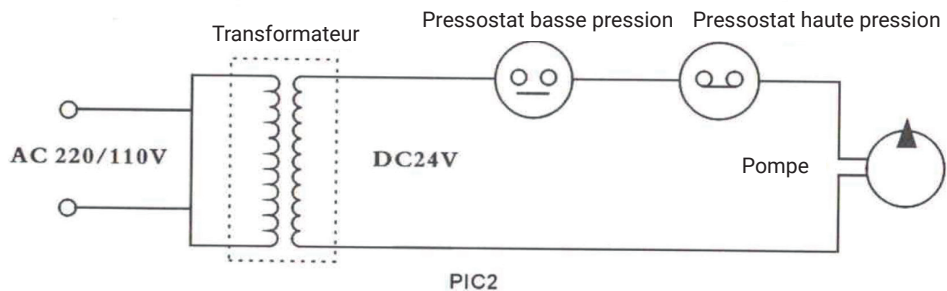 Pressostat basse pression
Pressostat haute pression
Transformateur
AC 220/110V
DC24V
Pompe
PIC2